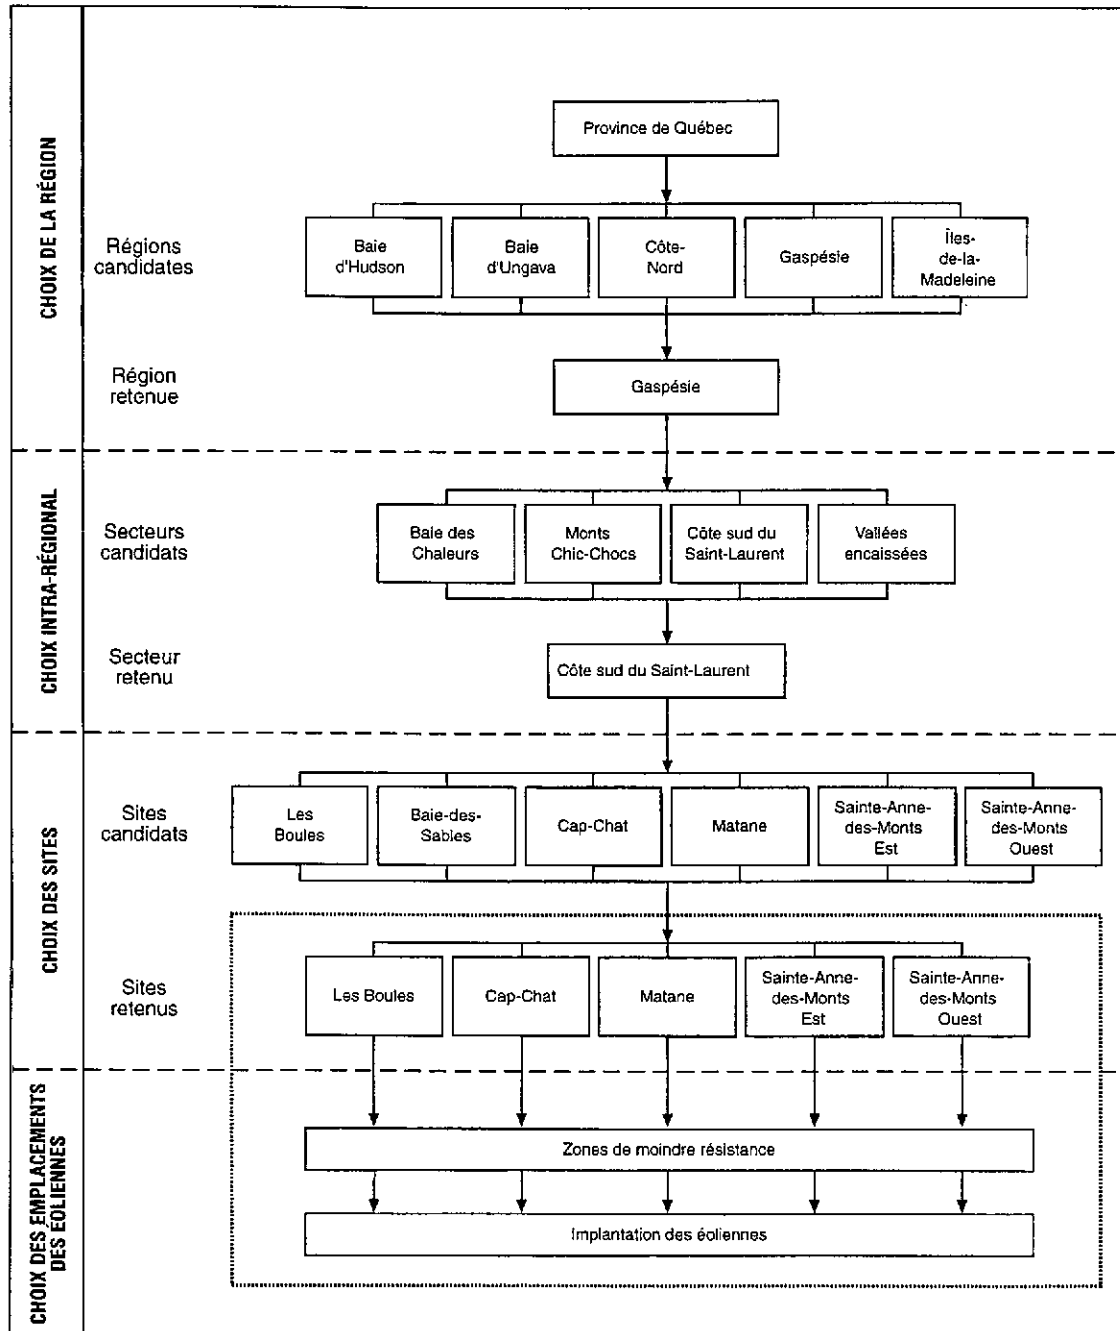 CHOIX DE LA RÉGION
Province de Québec
Régions
candidates
Baie
d'Hudson
Baie
d'Ungava
Côte-
Nord
Gaspésie
Îles-
de-la-
Madeleine
Région
retenue
Gaspésie
CHOIX INTRA-RÉGIONAL
Secteurs
candidats
Baie des
Chaleurs
Monts
Chic-Chocs
Côte sud du
Saint-Laurent
Vallées
encaissées
Secteur
retenu
Côte sud du Saint-Laurent
CHOIX DES SITES
Sites
candidats
Les
Boules
Baie-des-
Sables
Cap-Chat
Matane
Sainte-Anne-
des-Monts
Est
Sainte-Anne-
des-Monts
Ouest
Sites
retenus
Les Boules
Cap-Chat
Matane
Sainte-Anne-
des-Monts
Est
Sainte-Anne-
des-Monts
Ouest
CHOIX DES EMPLACEMENTS
DES ÉOLIENNES
Zones de moindre résistance
Implantation des éoliennes